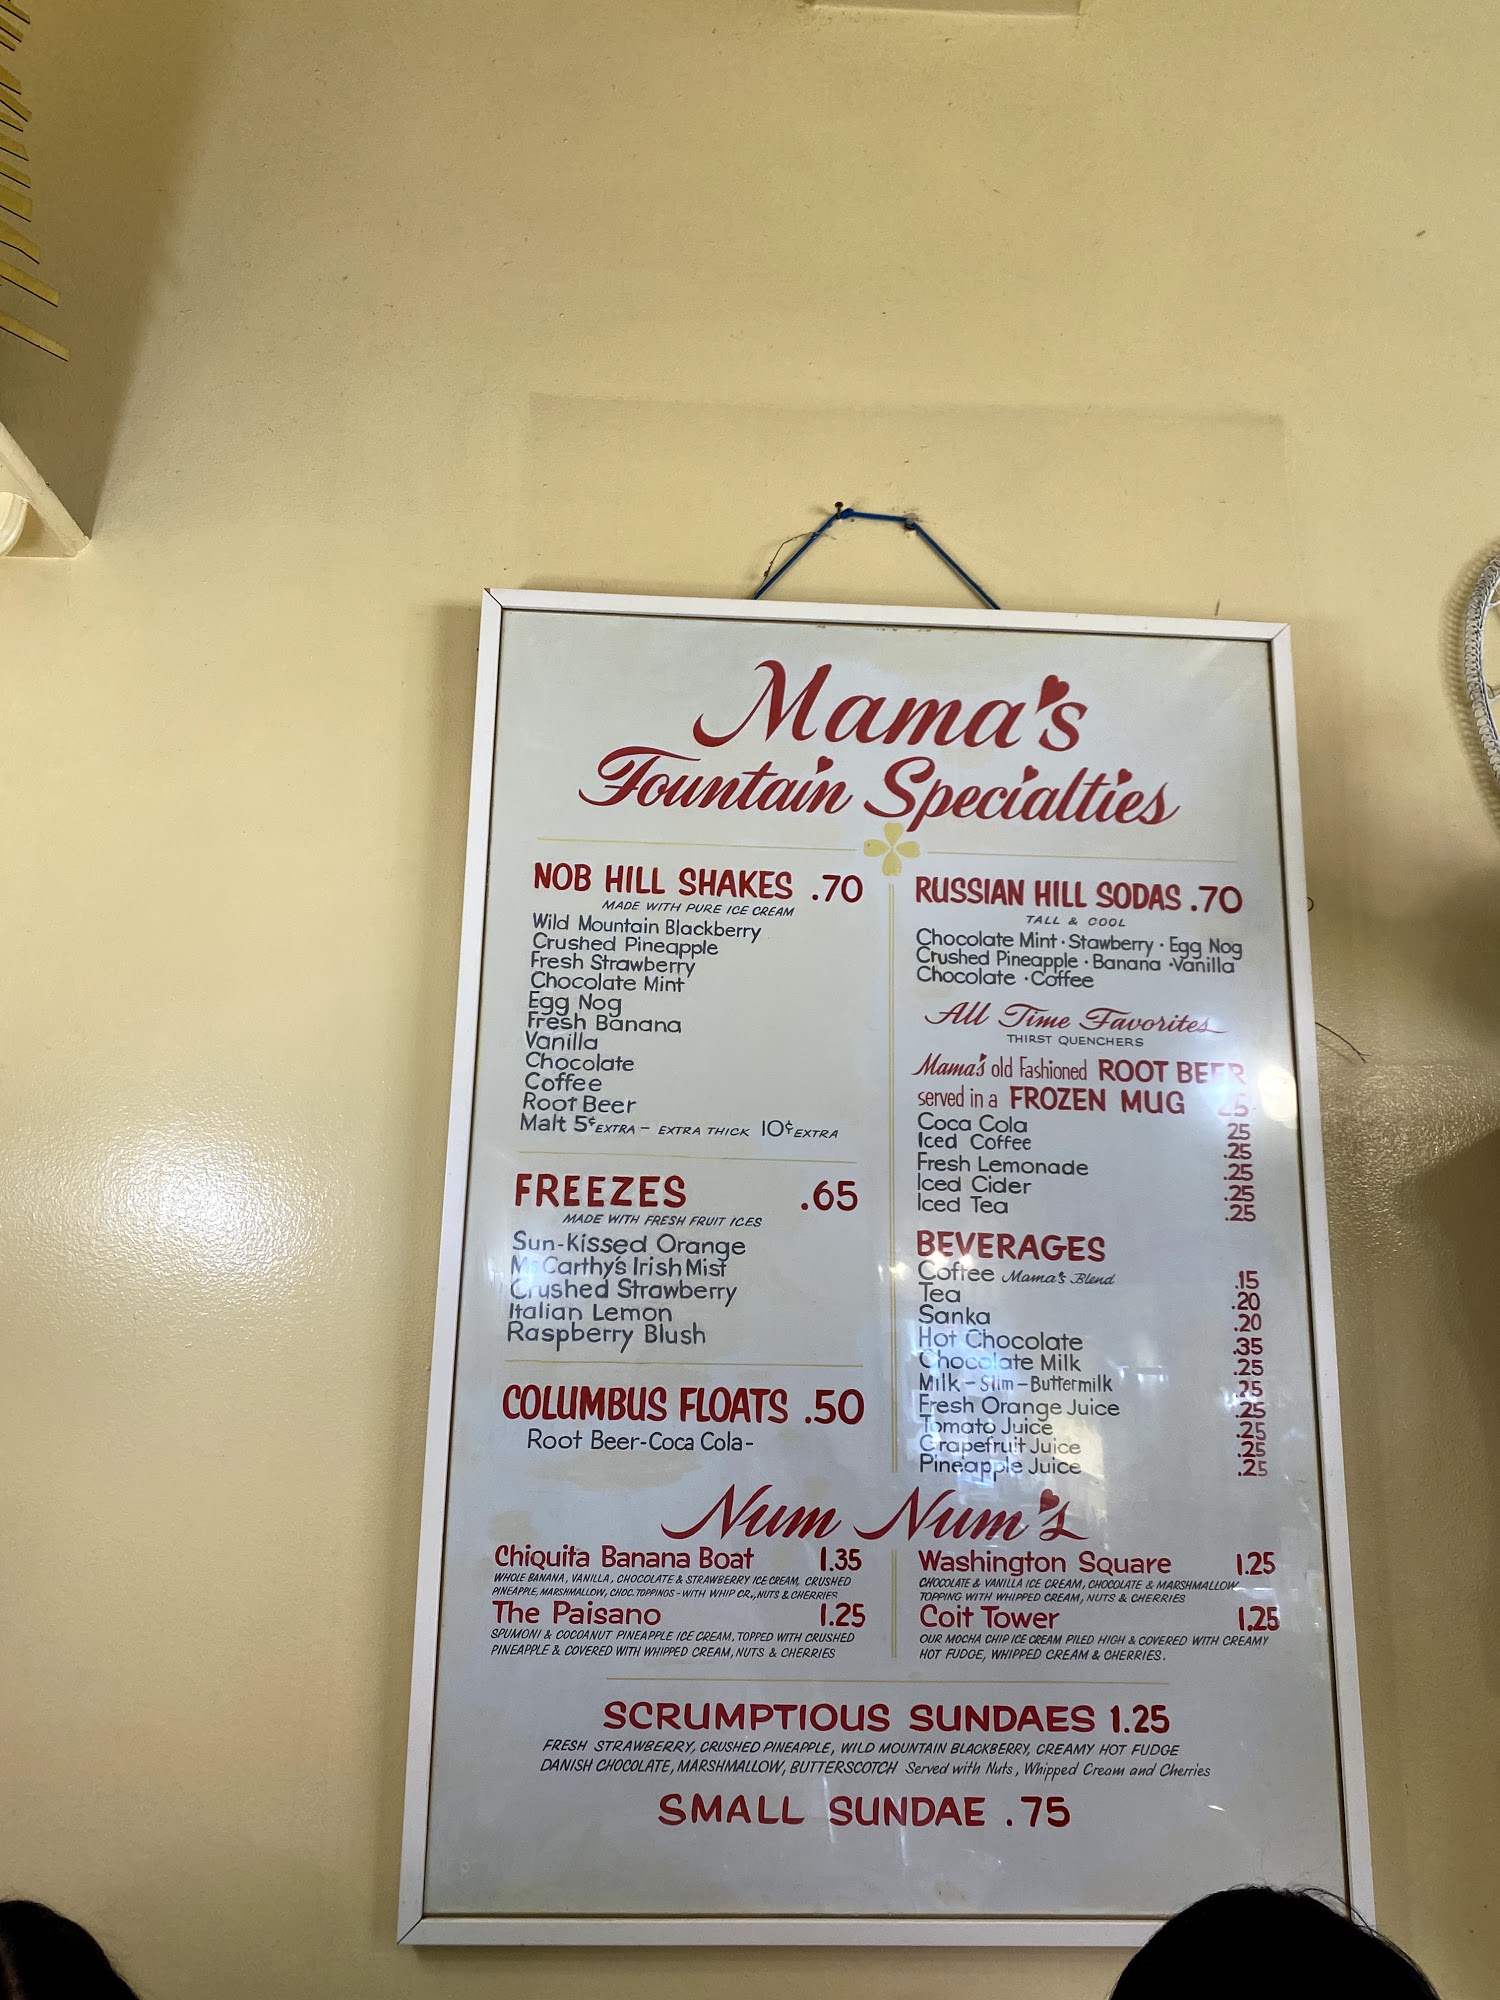 Mama's
Fountain Specialties
NOB HILL SHAKES .70
MADE WITH PURE ICE CREAM
Wild Mountain Blackberry
Crushed Pineapple
Fresh Strawberry
Chocolate Mint
Egg Nog
Fresh Banana
Vanilla
Chocolate
Coffee
Root Beer
Malt 5¢ EXTRA - EXTRA THICK 10¢ EXTRA
FREEZES .65
MADE WITH FRESH FRUIT ICES
Sun-Kissed Orange
McCarthy's Irish Mist
Crushed Strawberry
Italian Lemon
Raspberry Blush
COLUMBUS FLOATS .50
Root Beer-Coca Cola-
RUSSIAN HILL SODAS .70
TALL & COOL
Chocolate Mint · Stawberry · Egg Nog
Crushed Pineapple · Banana · Vanilla
Chocolate · Coffee
All Time Favorites
THIRST QUENCHERS
Mama's old Fashioned ROOT BEER
served in a FROZEN MUG 25
Coca Cola 25
Iced Coffee .25
Fresh Lemonade .25
Iced Cider .25
Iced Tea .25
BEVERAGES
Coffee Mama's Blend .15
Tea .20
Sanka .20
Hot Chocolate .35
Chocolate Milk .25
Milk - Slim - Buttermilk .25
Fresh Orange Juice .25
Tomato Juice .25
Grapefruit Juice .25
Pineapple Juice .25
Num Num's
Chiquita Banana Boat 1.35
WHOLE BANANA, VANILLA, CHOCOLATE & STRAWBERRY ICE CREAM, CRUSHED
PINEAPPLE, MARSHMALLOW, CHOC. TOPPINGS - WITH WHIP CR., NUTS & CHERRIES
The Paisano 1.25
SPUMONI & COCOANUT PINEAPPLE ICE CREAM, TOPPED WITH CRUSHED
PINEAPPLE & COVERED WITH WHIPPED CREAM, NUTS & CHERRIES
Washington Square 1.25
CHOCOLATE & VANILLA ICE CREAM, CHOCOLATE & MARSHMALLOW
TOPPING WITH WHIPPED CREAM, NUTS & CHERRIES
Coit Tower 1.25
OUR MOCHA CHIP ICE CREAM PILED HIGH & COVERED WITH CREAMY
HOT FUDGE, WHIPPED CREAM & CHERRIES.
SCRUMPTIOUS SUNDAES 1.25
FRESH STRAWBERRY, CRUSHED PINEAPPLE, WILD MOUNTAIN BLACKBERRY, CREAMY HOT FUDGE
DANISH CHOCOLATE, MARSHMALLOW, BUTTERSCOTCH Served with Nuts, Whipped Cream and Cherries
SMALL SUNDAE .75